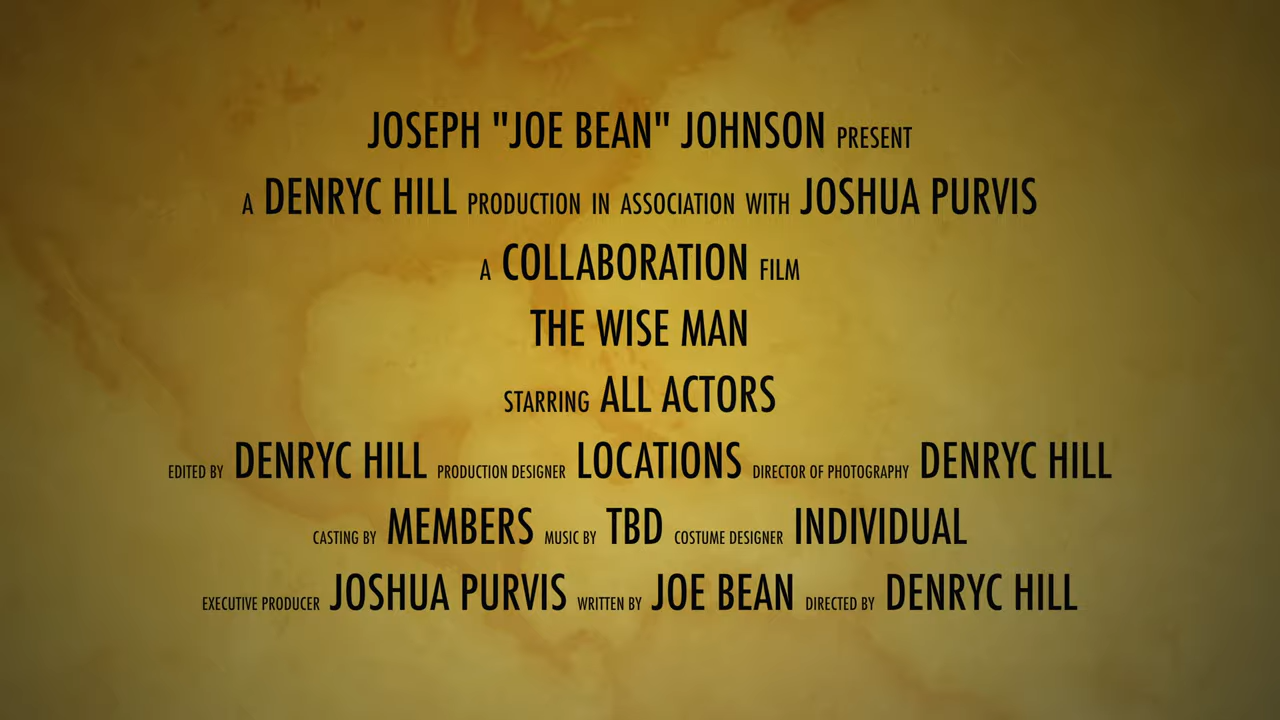 JOSEPH "JOE BEAN" JOHNSON PRESENT
A DENRYC HILL PRODUCTION IN ASSOCIATION WITH JOSHUA PURVIS
A COLLABORATION FILM
THE WISE MAN
STARRING ALL ACTORS
EDITED BY DENRYC HILL PRODUCTION DESIGNER LOCATIONS DIRECTOR OF PHOTOGRAPHY DENRYC HILL
CASTING BY MEMBERS MUSIC BY TBD COSTUME DESIGNER INDIVIDUAL
EXECUTIVE PRODUCER JOSHUA PURVIS WRITTEN BY JOE BEAN DIRECTED BY DENRYC HILL